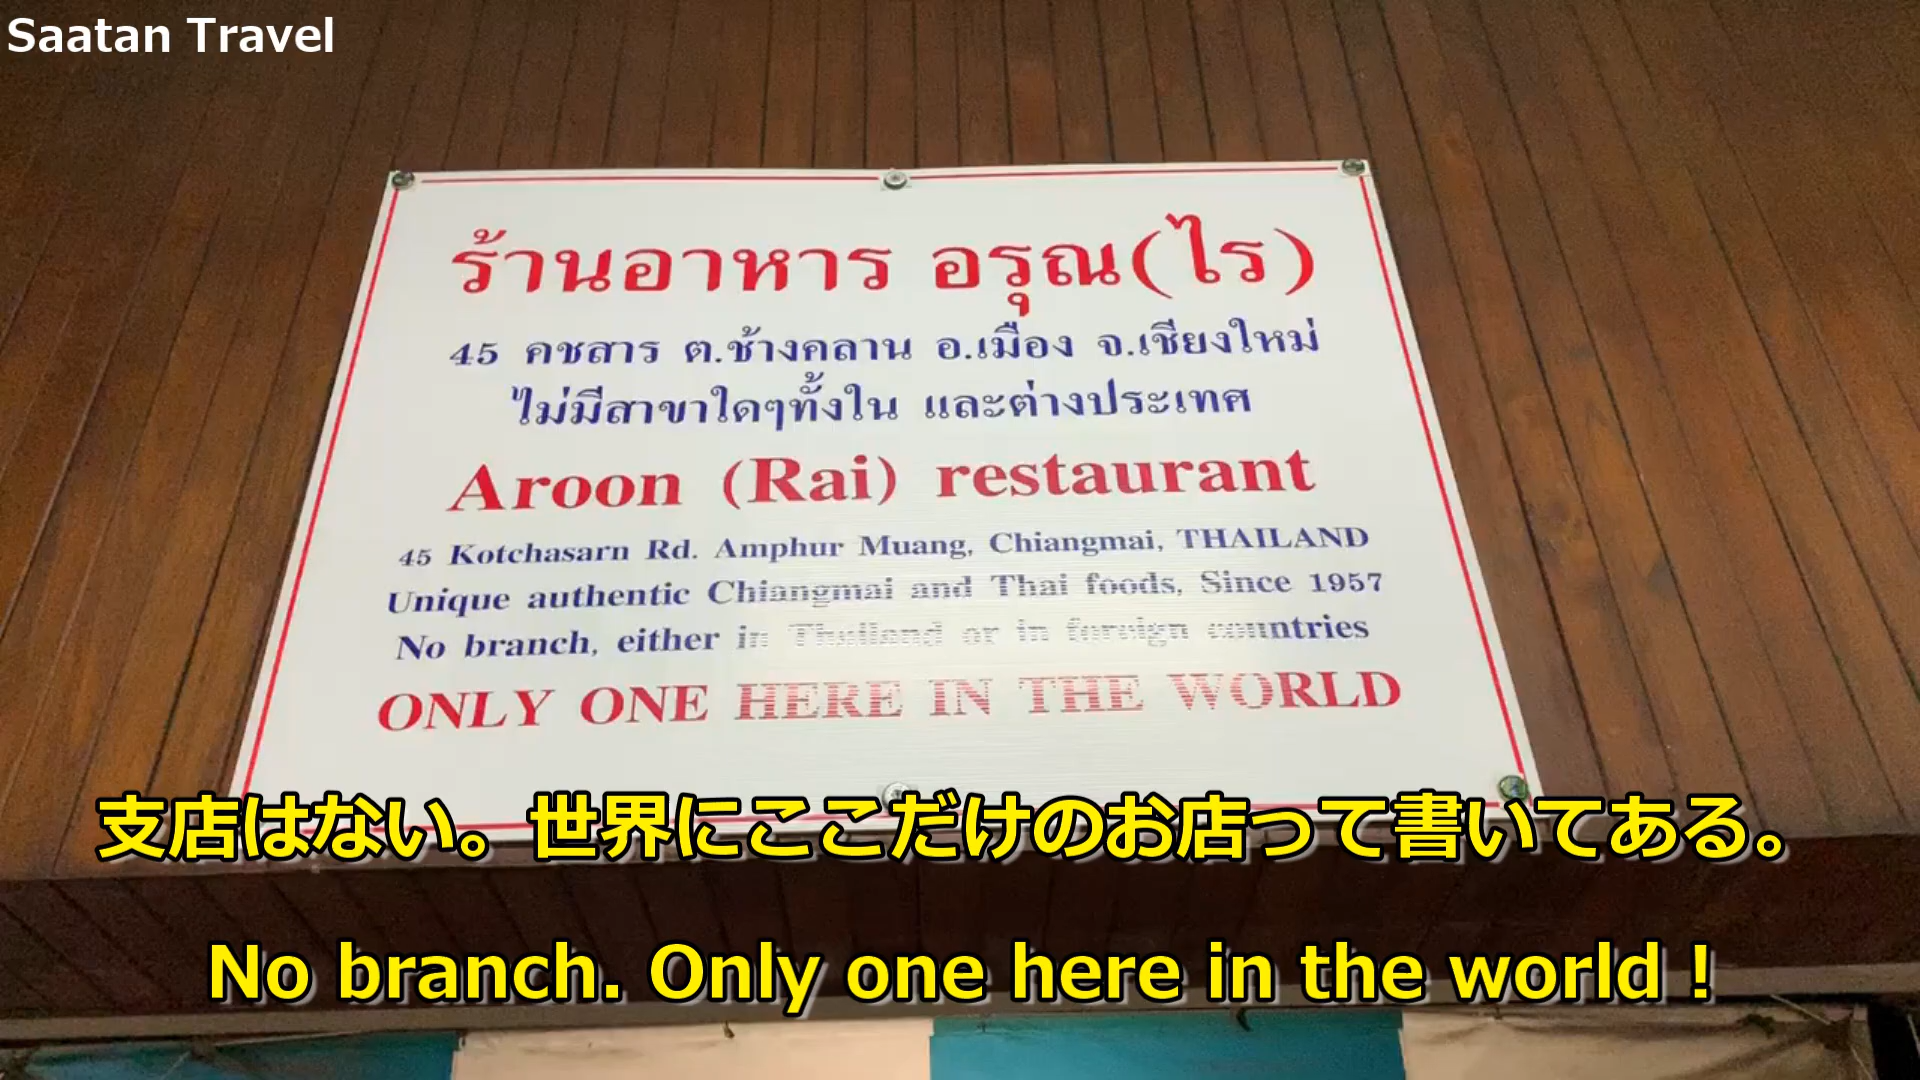 Saatan Travel
ร้านอาหาร อรุณ(ไร)
45 คชสาร ต.ช้างคลาน อ.เมือง จ.เชียงใหม่
ไม่มีสาขาใดๆทั้งใน และต่างประเทศ
Aroon (Rai) restaurant
45 Kotchasarn Rd. Amphur Muang, Chiangmai, THAILAND
Unique authentic Chiangmai and Thai foods, Since 1957
No branch, either in Thailand or in foreign countries
ONLY ONE HERE IN THE WORLD
支店はない。世界にここだけのお店って書いてある。
No branch. Only one here in the world !